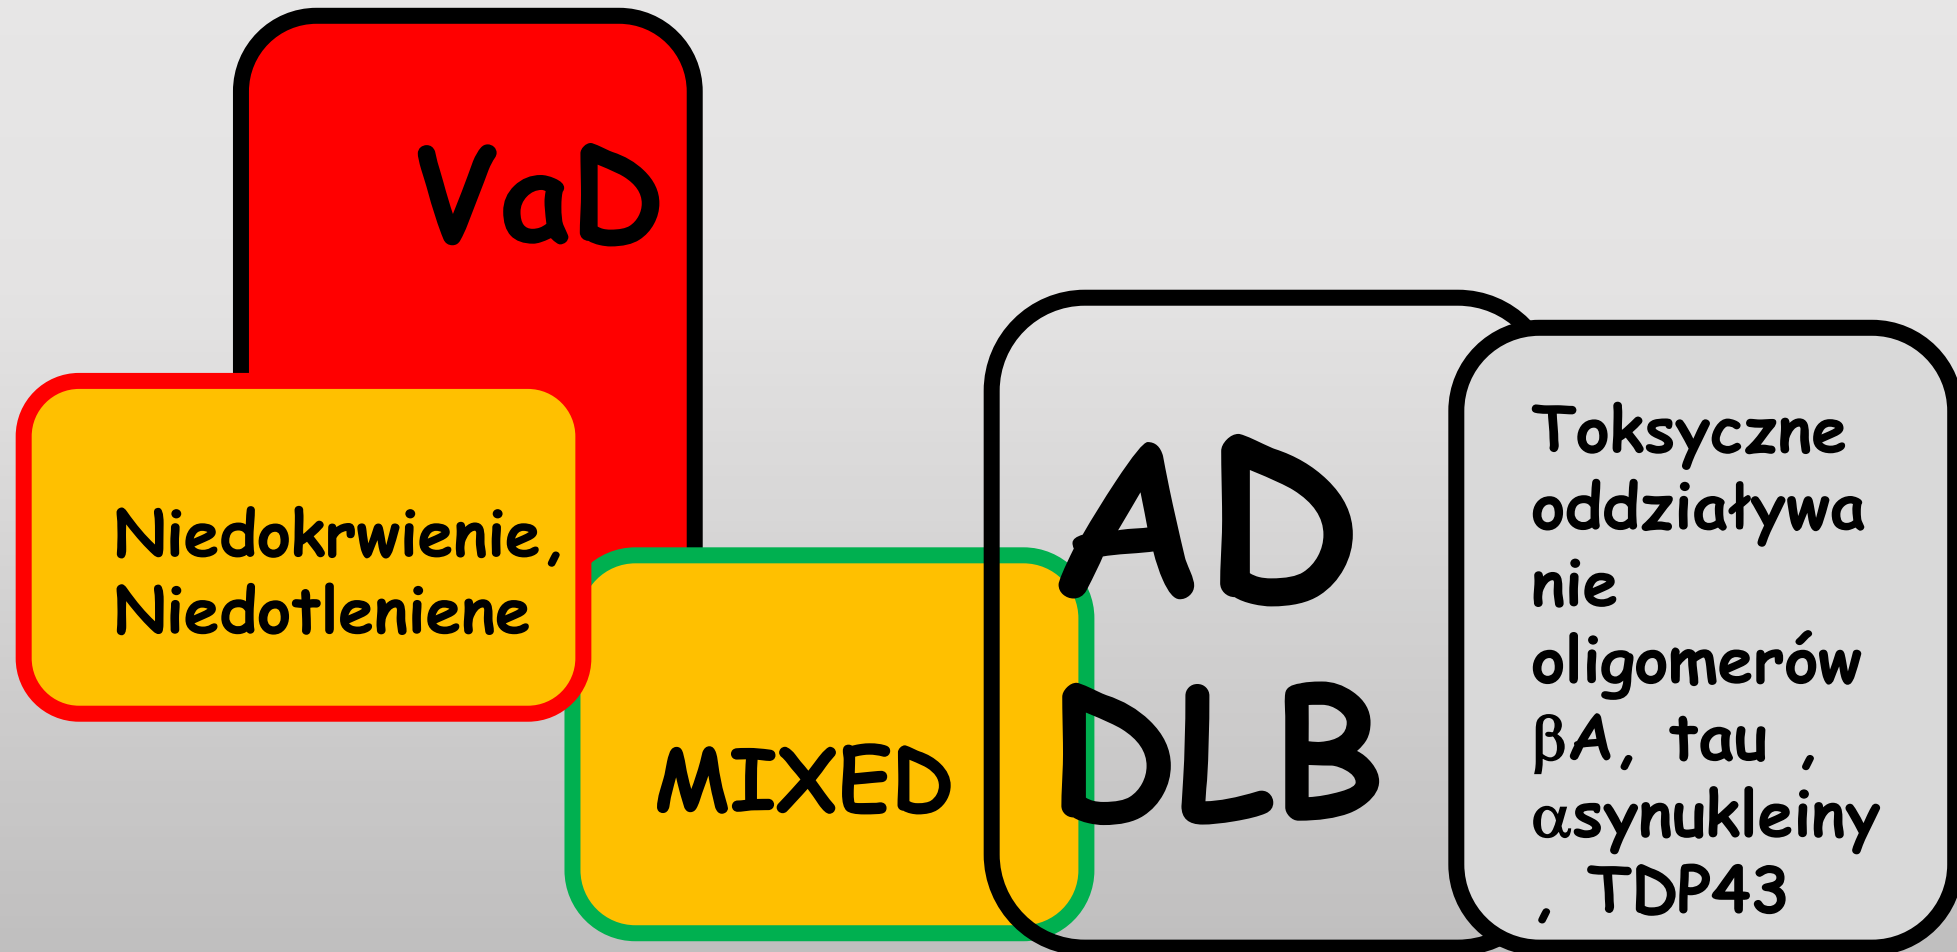 VaD
Niedokrwienie,
Niedotleniene
MIXED
AD
DLB
Toksyczne
oddziaływa
nie
oligomerów
βA, tau ,
αsynukleiny
, TDP43